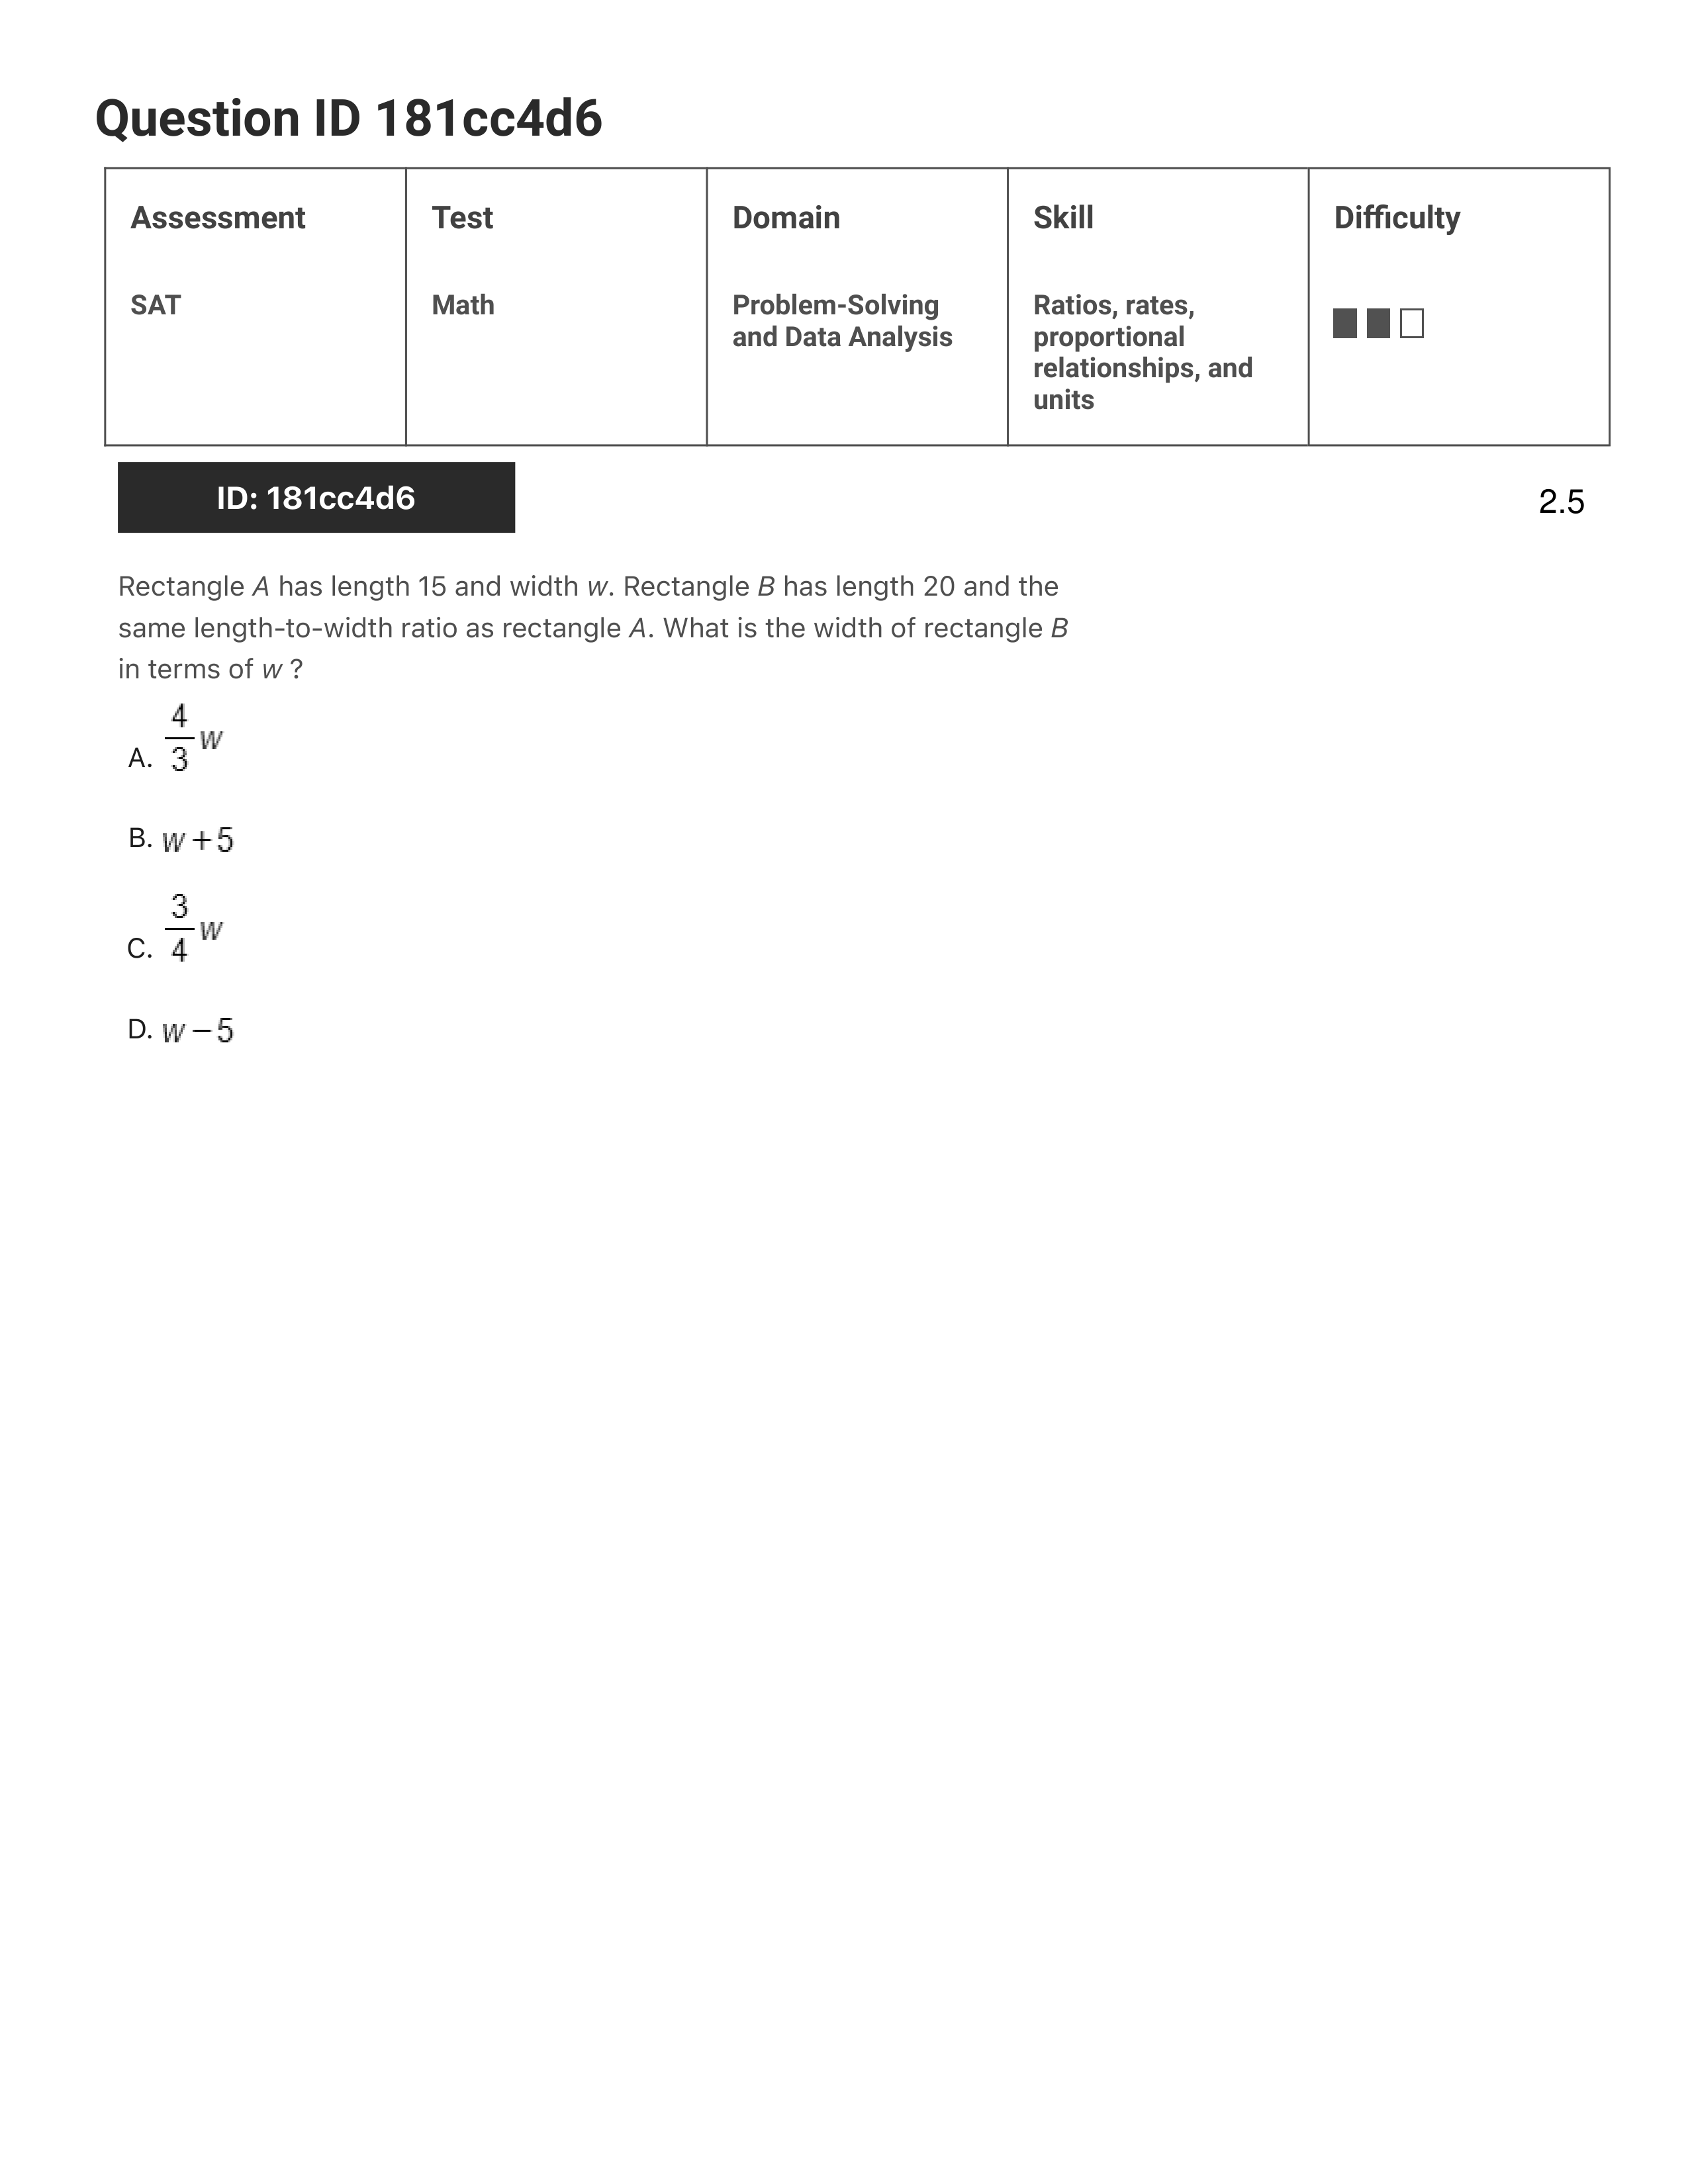 Question ID 181cc4d6
Assessment
Test
Domain
Skill
Difficulty
SAT
Math
Problem-Solving
and Data Analysis
Ratios, rates,
proportional
relationships, and
units
ID: 181cc4d6
2.5
Rectangle A has length 15 and width w. Rectangle B has length 20 and the
same length-to-width ratio as rectangle A. What is the width of rectangle B
in terms of w ?
A. 4/3 w
B. w+5
C. 3/4 w
D. w−5